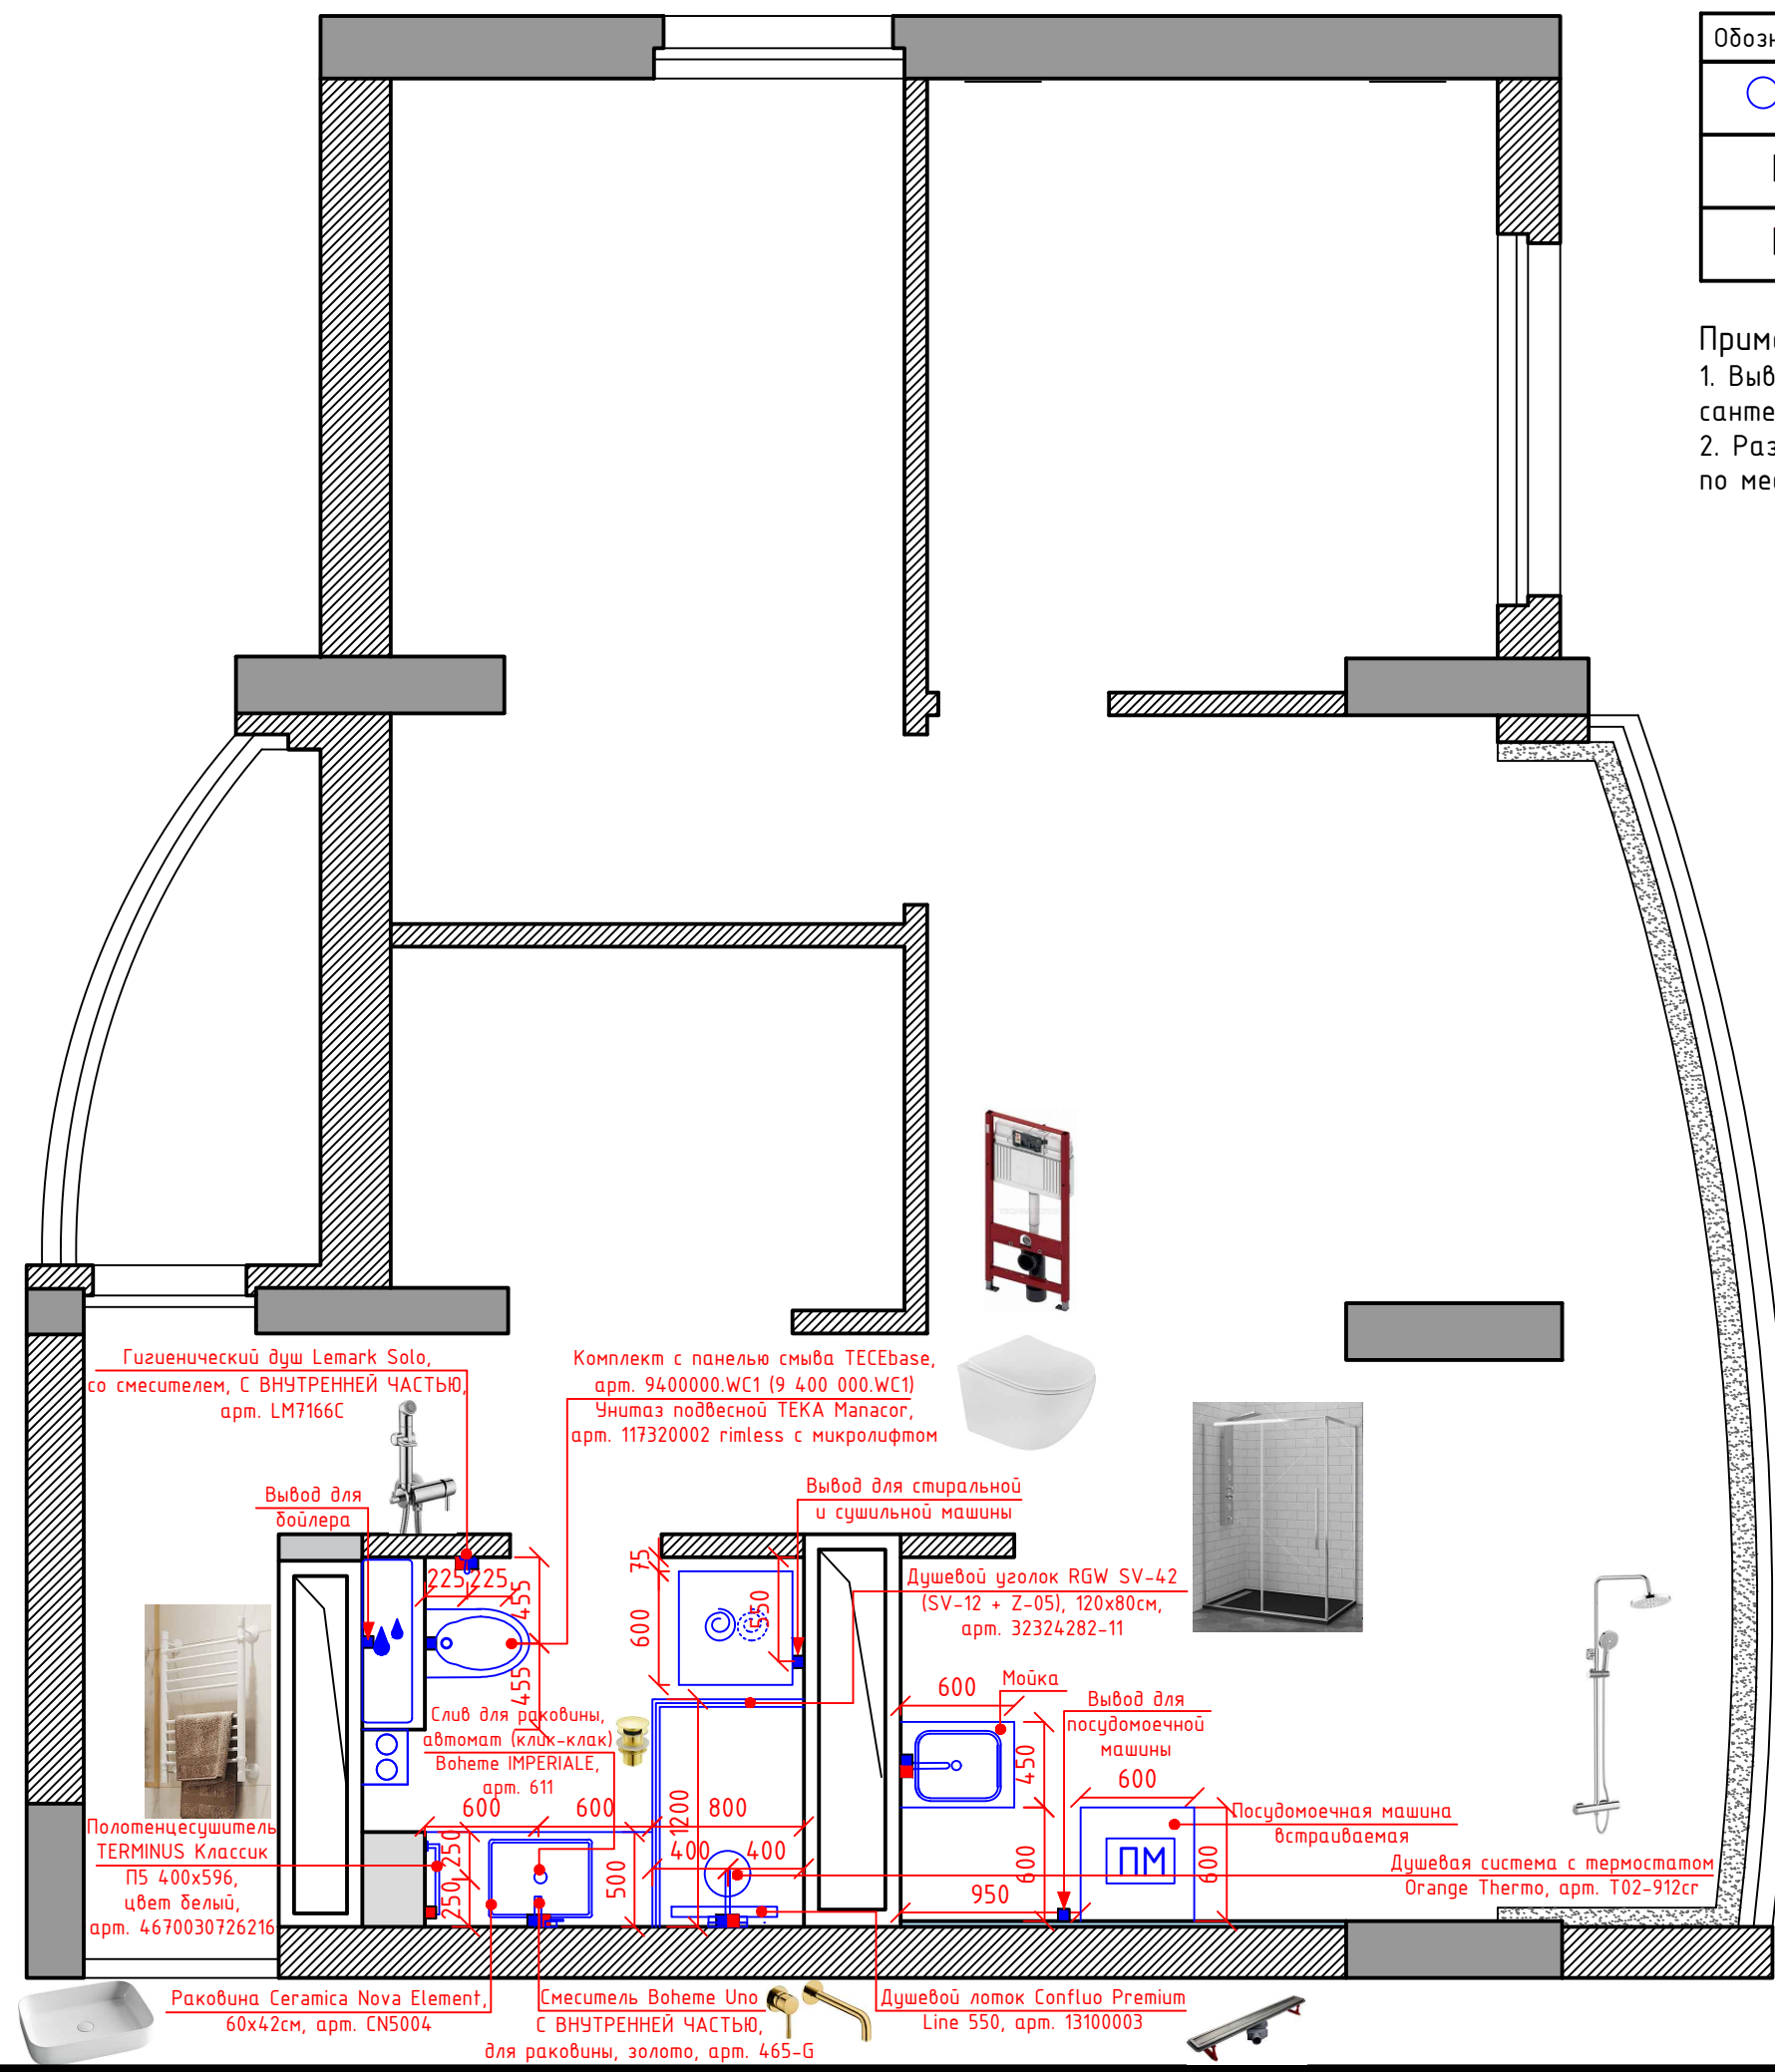 Обозн
Приме
1. Выв
санте
2. Раз
по мес
Гигиенический душ Lemark Solo,
со смесителем, С ВНУТРЕННЕЙ ЧАСТЬЮ,
арт. LM7166C
Комплект с панелью смыва TECEbase,
арт. 9400000.WC1 (9 400 000.WC1)
Унитаз подвесной TEKA Manacor,
арт. 117320002 rimless с микролифтом
Вывод для
бойлера
Вывод для стиральной
и сушильной машины
225 225
455
455
75
600
550
Душевой уголок RGW SV-42
(SV-12 + Z-05), 120x80см,
арт. 32324282-11
Слив для раковины,
автомат (клик-клак)
Boheme IMPERIALE,
арт. 611
600
Мойка
450
Вывод для
посудомоечной
машины
600
600
600
1200
800
400
400
250
250
500
600
950
ПМ
600
Посудомоечная машина
встраиваемая
Душевая система с термостатом
Orange Thermo, арт. T02-912cr
Полотенцесушитель
TERMINUS Классик
П5 400x596,
цвет белый,
арт. 4670030726216
Раковина Ceramica Nova Element,
60x42см, арт. CN5004
Смеситель Boheme Uno
С ВНУТРЕННЕЙ ЧАСТЬЮ,
для раковины, золото, арт. 465-G
Душевой лоток Confluo Premium
Line 550, арт. 13100003